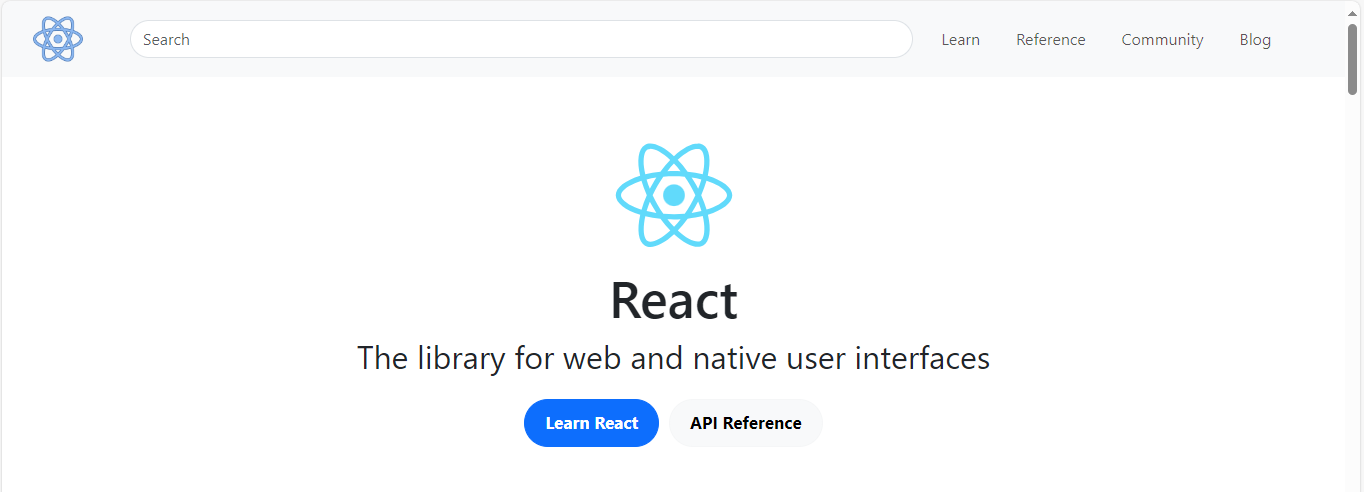 Search Learn Reference Community Blog
React
The library for web and native user interfaces
Learn React API Reference